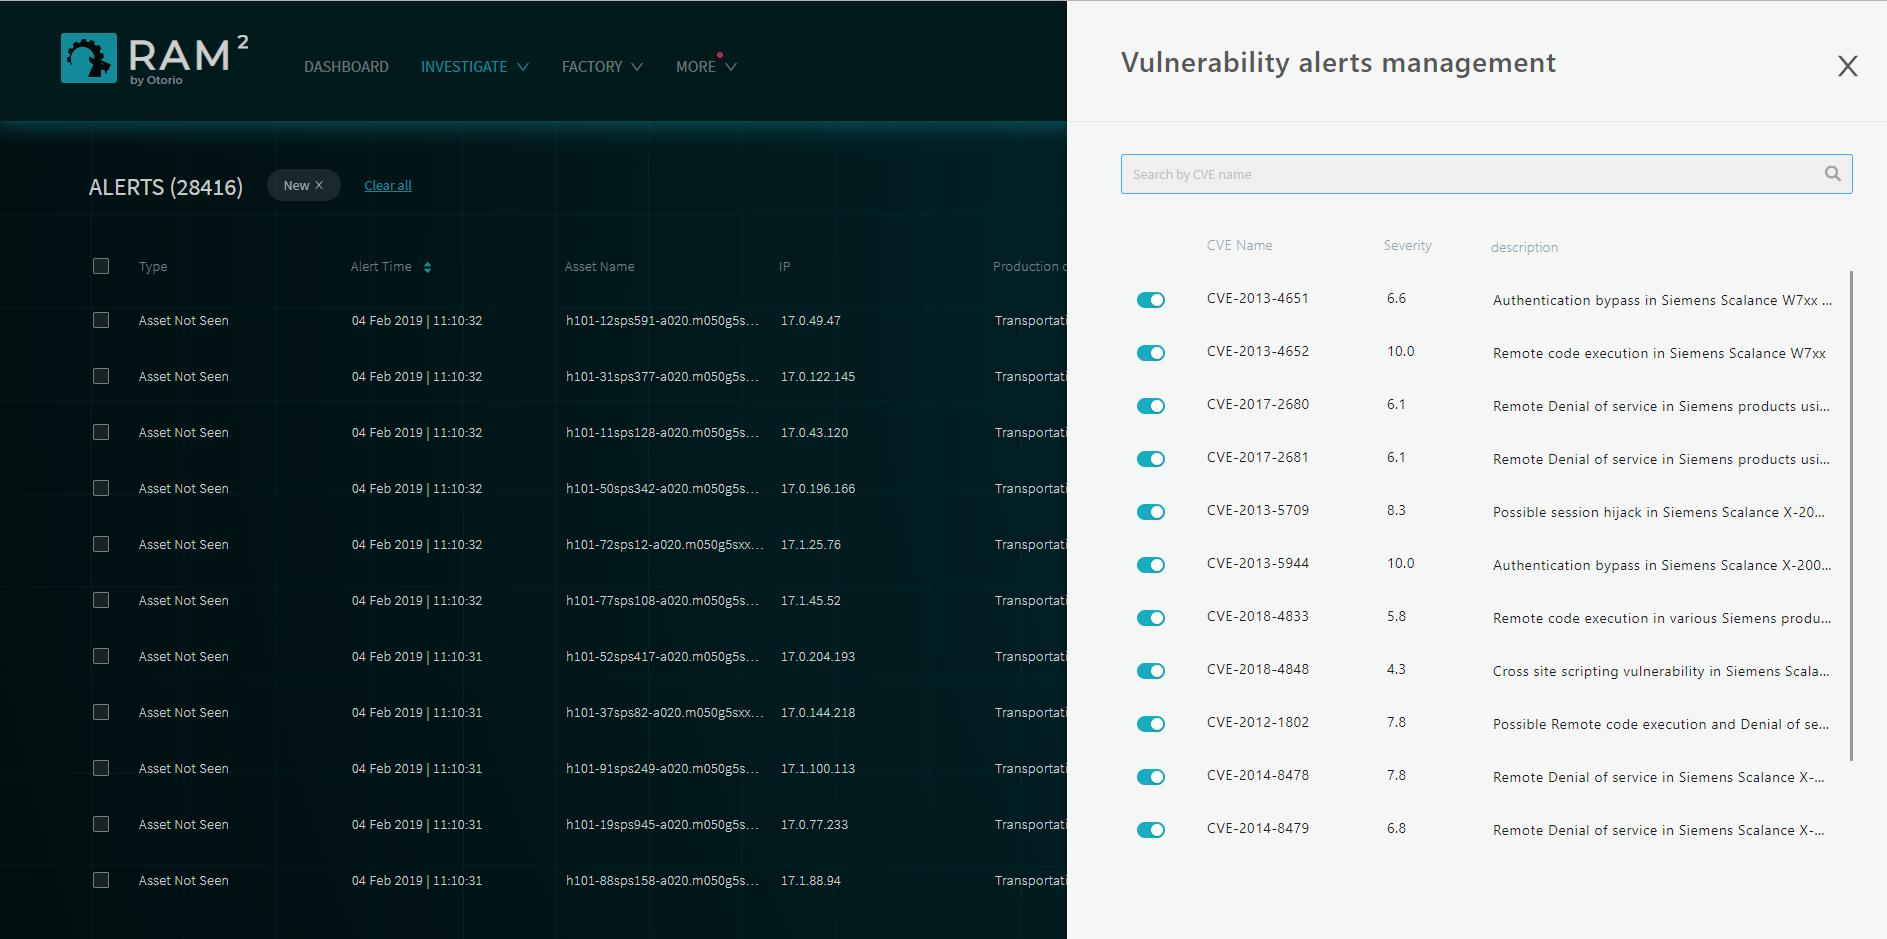 RAM 2
by Otorio
DASHBOARD INVESTIGATE FACTORY MORE
ALERTS (28416) New × Clear all
Type Alert Time Asset Name IP Production
Asset Not Seen 04 Feb 2019 | 11:10:32 h101-12sps591-a020.m050g5s... 17.0.49.47 Transportati
Asset Not Seen 04 Feb 2019 | 11:10:32 h101-31sps377-a020.m050g5s... 17.0.122.145 Transportati
Asset Not Seen 04 Feb 2019 | 11:10:32 h101-11sps128-a020.m050g5s... 17.0.43.120 Transportati
Asset Not Seen 04 Feb 2019 | 11:10:32 h101-50sps342-a020.m050g5s... 17.0.196.166 Transportati
Asset Not Seen 04 Feb 2019 | 11:10:32 h101-72sps12-a020.m050g5sxx... 17.1.25.76 Transportati
Asset Not Seen 04 Feb 2019 | 11:10:32 h101-77sps108-a020.m050g5s... 17.1.45.52 Transportati
Asset Not Seen 04 Feb 2019 | 11:10:31 h101-52sps417-a020.m050g5s... 17.0.204.193 Transportati
Asset Not Seen 04 Feb 2019 | 11:10:31 h101-37sps82-a020.m050g5sxx... 17.0.144.218 Transportati
Asset Not Seen 04 Feb 2019 | 11:10:31 h101-91sps249-a020.m050g5s... 17.1.100.113 Transportati
Asset Not Seen 04 Feb 2019 | 11:10:31 h101-19sps945-a020.m050g5s... 17.0.77.233 Transportati
Asset Not Seen 04 Feb 2019 | 11:10:31 h101-88sps158-a020.m050g5s... 17.1.88.94 Transportati
Vulnerability alerts management X
Search by CVE name
CVE Name Severity description
CVE-2013-4651 6.6 Authentication bypass in Siemens Scalance W7xx ...
CVE-2013-4652 10.0 Remote code execution in Siemens Scalance W7xx
CVE-2017-2680 6.1 Remote Denial of service in Siemens products usi...
CVE-2017-2681 6.1 Remote Denial of service in Siemens products usi...
CVE-2013-5709 8.3 Possible session hijack in Siemens Scalance X-20...
CVE-2013-5944 10.0 Authentication bypass in Siemens Scalance X-200...
CVE-2018-4833 5.8 Remote code execution in various Siemens produ...
CVE-2018-4848 4.3 Cross site scripting vulnerability in Siemens Scala...
CVE-2012-1802 7.8 Possible Remote code execution and Denial of se...
CVE-2014-8478 7.8 Remote Denial of service in Siemens Scalance X-...
CVE-2014-8479 6.8 Remote Denial of service in Siemens Scalance X-...